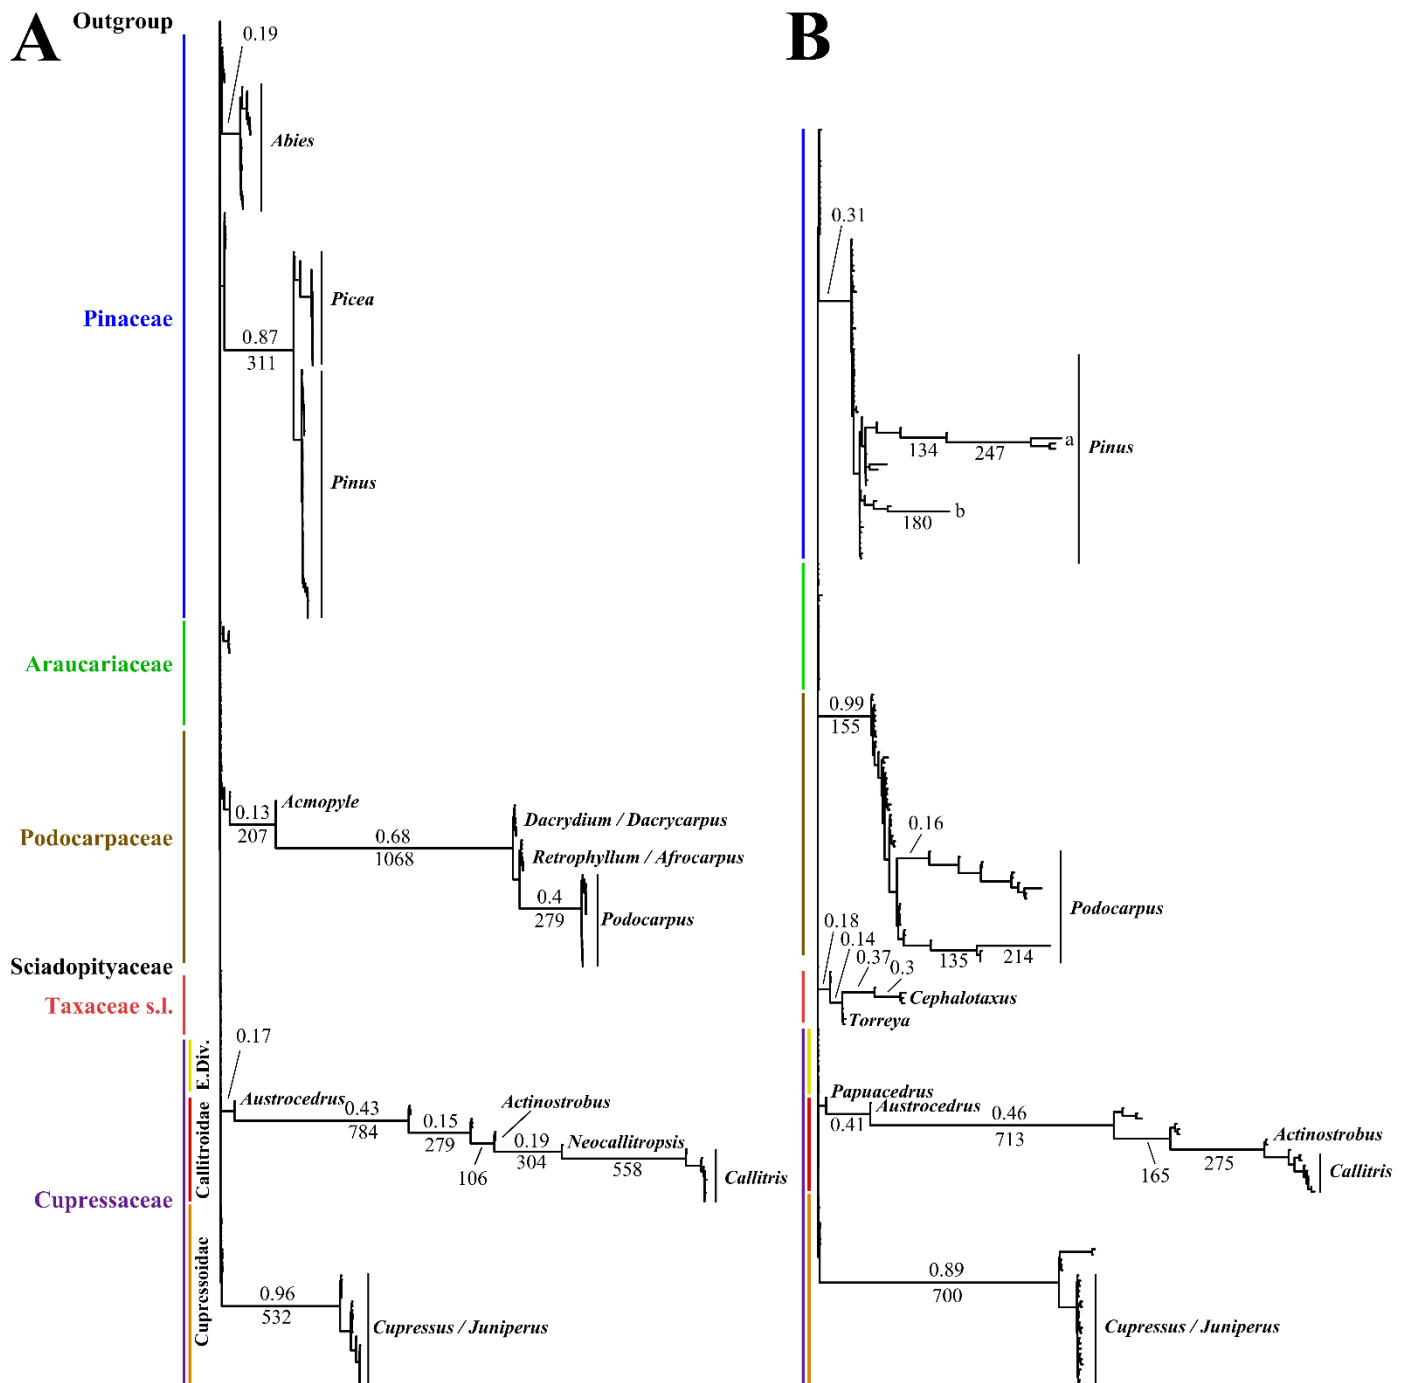 A
Outgroup
0.19
Abies
Pinaceae
Picea
0.87
311
Pinus
Araucariaceae
Podocarpaceae
Acmopyle
0.13
207
0.68
1068
Dacrydium / Dacrycarpus
Retrophyllum / Afrocarpus
0.4
279
Podocarpus
Sciadopityaceae
Taxaceae s.l.
0.17
E.Div.
Callitroidae
Cupressaceae
Austrocedrus
0.43
784
0.15
279
Actinostrobus
106
0.19
304
Neocallitropsis
558
Callitris
Cupressoidae
0.96
532
Cupressus / Juniperus
B
0.31
134
247
a
Pinus
180
b
0.99
155
0.16
Podocarpus
135
214
0.18
0.14
0.37
0.3
Cephalotaxus
Torreya
Papuacedrus
0.41
Austrocedrus
0.46
713
165
275
Actinostrobus
Callitris
0.89
700
Cupressus / Juniperus